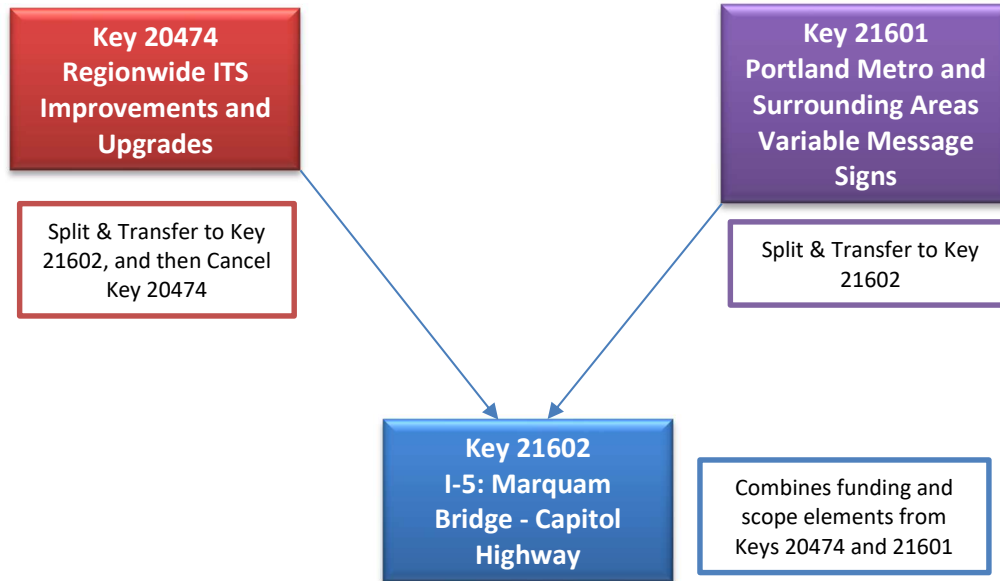 Key 20474
Regionwide ITS
Improvements and
Upgrades
Key 21601
Portland Metro and
Surrounding Areas
Variable Message
Signs
Split & Transfer to Key
21602, and then Cancel
Key 20474
Split & Transfer to Key
21602
Key 21602
I-5: Marquam
Bridge - Capitol
Highway
Combines funding and
scope elements from
Keys 20474 and 21601